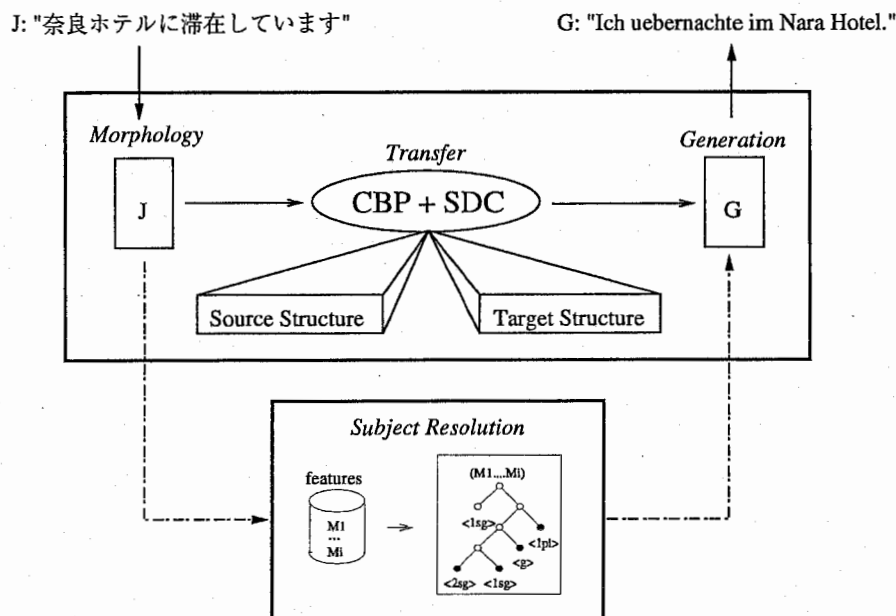 J: "奈良ホテルに滞在しています"
G: "Ich uebernachte im Nara Hotel."
Morphology
Transfer
Generation
J
CBP + SDC
G
Source Structure
Target Structure
Subject Resolution
features
M1
...
Mi
(M1....Mi)
<1sg>
<1pl>
<g>
<2sg>
<1sg>